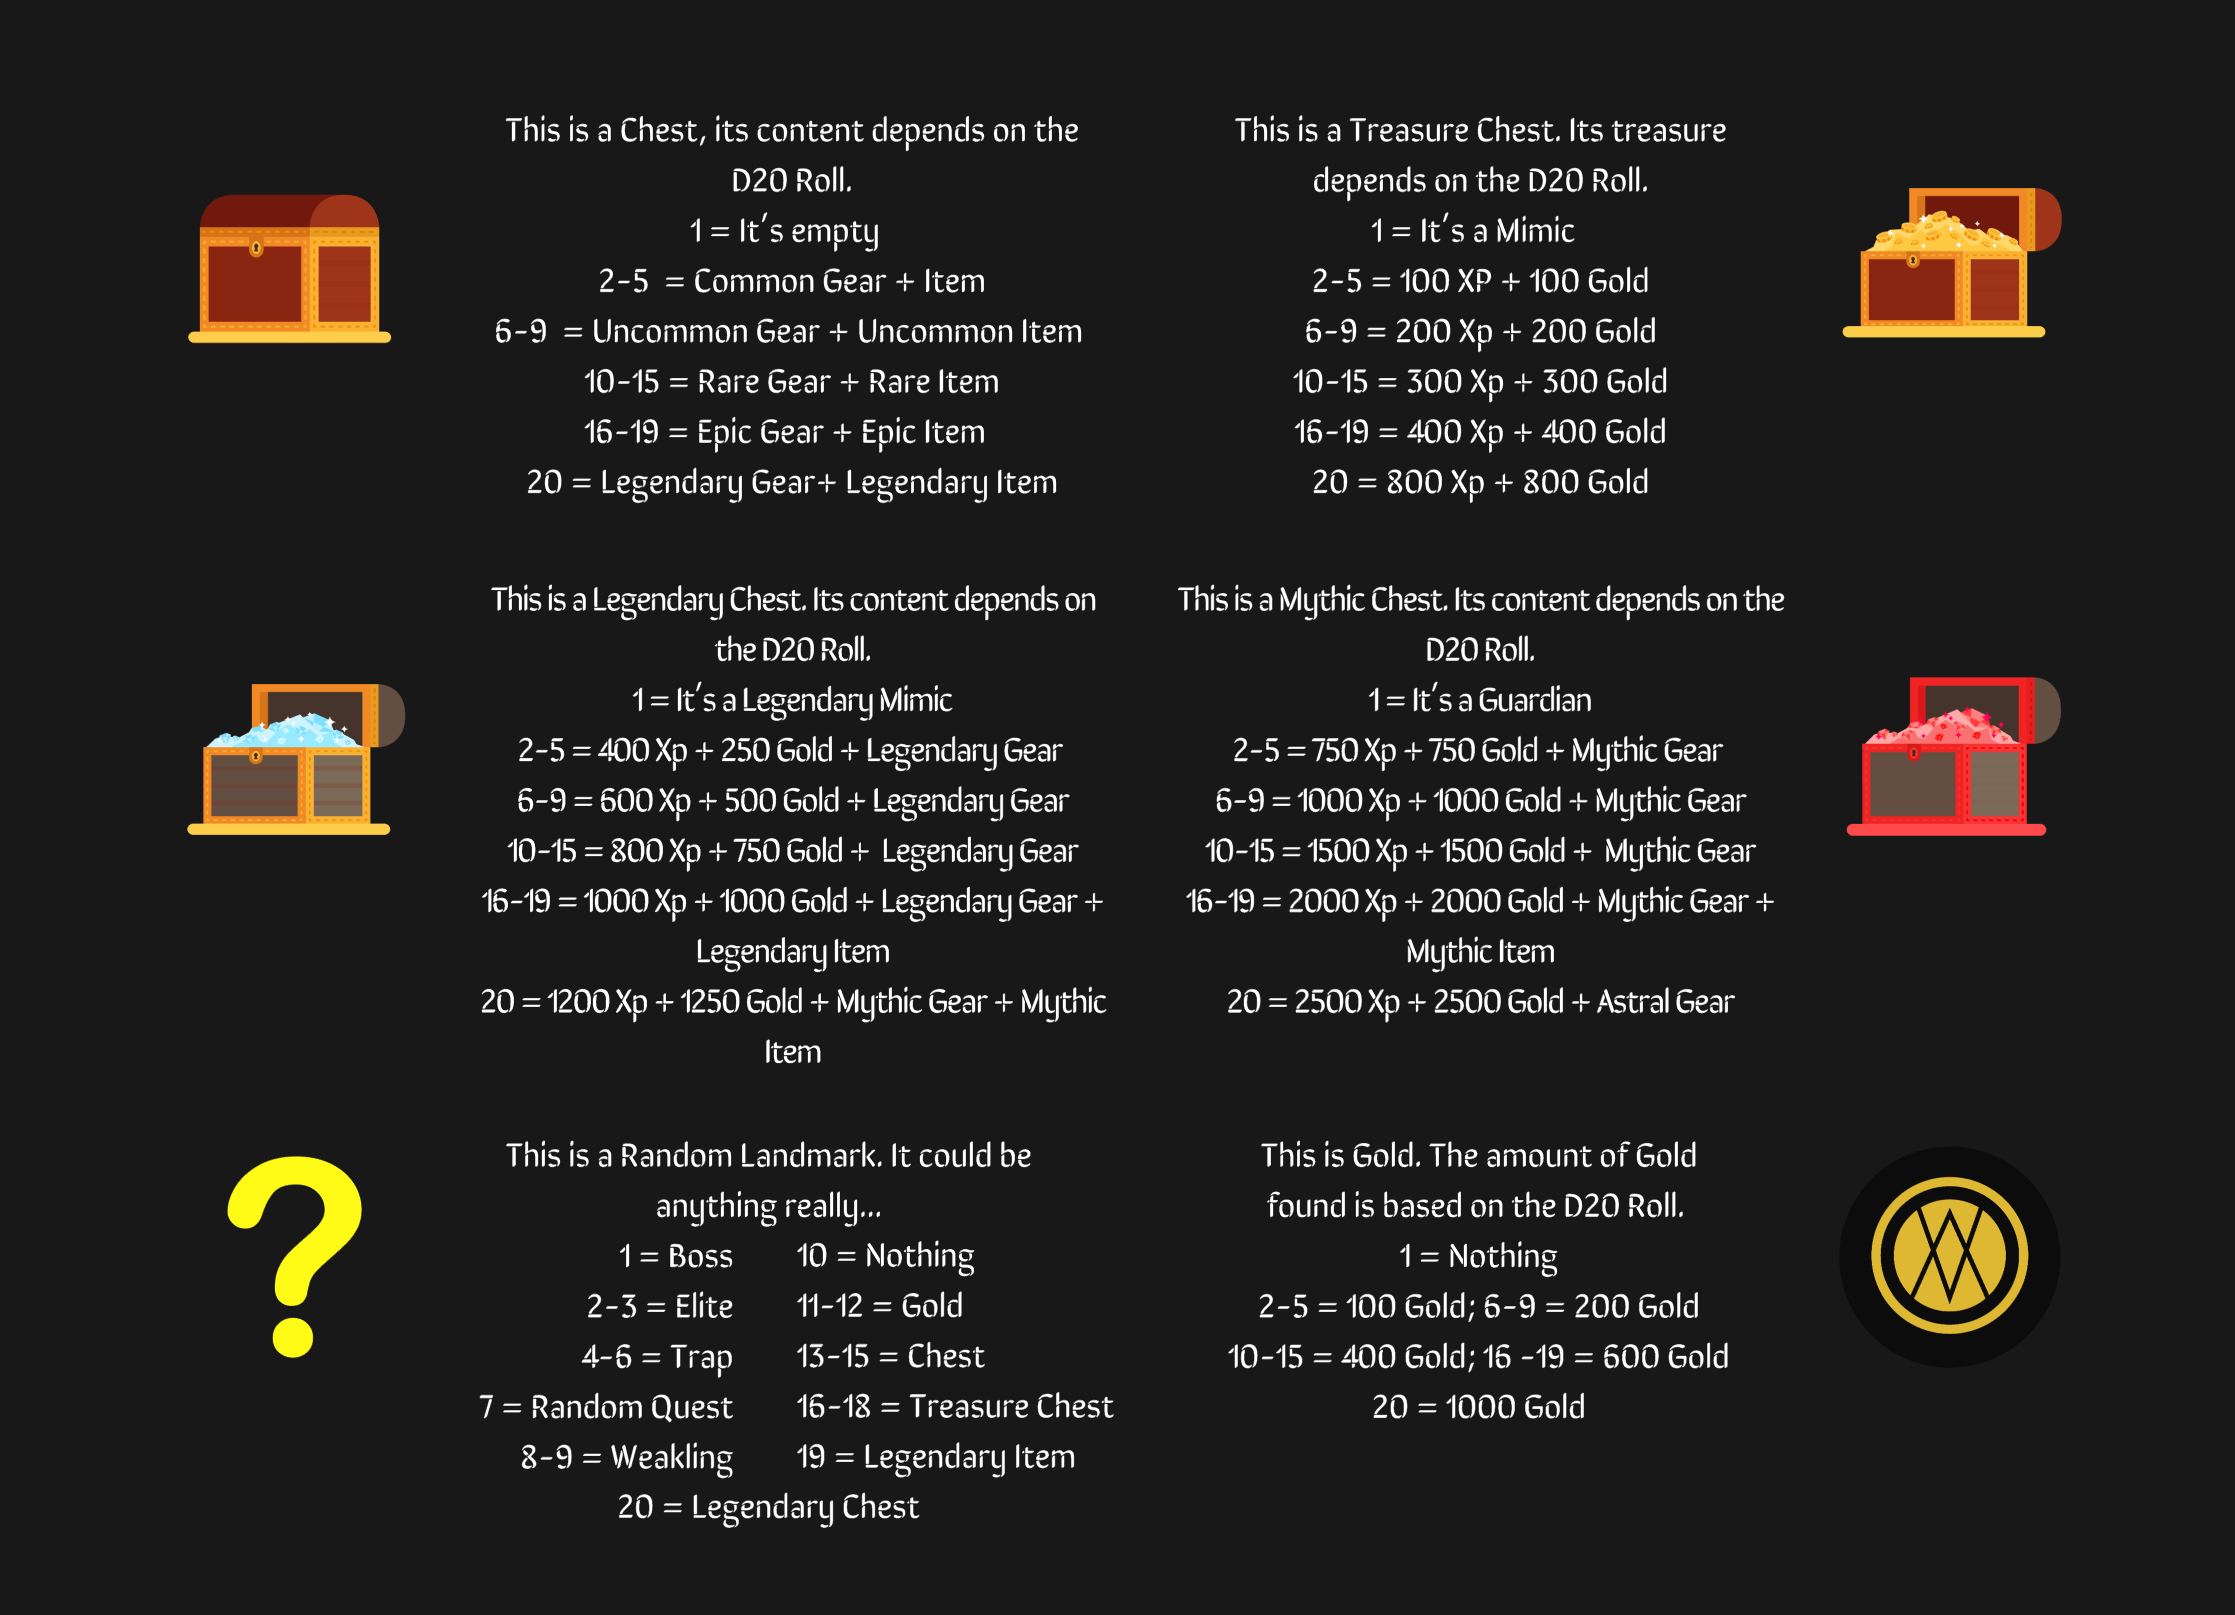 This is a Chest, its content depends on the
D20 Roll.
1 = It's empty
2-5 = Common Gear + Item
6-9 = Uncommon Gear + Uncommon Item
10-15 = Rare Gear + Rare Item
16-19 = Epic Gear + Epic Item
20 = Legendary Gear+ Legendary Item
This is a Treasure Chest. Its treasure
depends on the D20 Roll.
1 = It's a Mimic
2-5 = 100 XP + 100 Gold
6-9 = 200 Xp + 200 Gold
10-15 = 300 Xp + 300 Gold
16-19 = 400 Xp + 400 Gold
20 = 800 Xp + 800 Gold
This is a Legendary Chest. Its content depends on
the D20 Roll.
1 = It's a Legendary Mimic
2-5 = 400 Xp + 250 Gold + Legendary Gear
6-9 = 600 Xp + 500 Gold + Legendary Gear
10-15 = 800 Xp + 750 Gold + Legendary Gear
16-19 = 1000 Xp + 1000 Gold + Legendary Gear +
Legendary Item
20 = 1200 Xp + 1250 Gold + Mythic Gear + Mythic
Item
This is a Mythic Chest. Its content depends on the
D20 Roll.
1 = It's a Guardian
2-5 = 750 Xp + 750 Gold + Mythic Gear
6-9 = 1000 Xp + 1000 Gold + Mythic Gear
10-15 = 1500 Xp + 1500 Gold + Mythic Gear
16-19 = 2000 Xp + 2000 Gold + Mythic Gear +
Mythic Item
20 = 2500 Xp + 2500 Gold + Astral Gear
This is a Random Landmark. It could be
anything really...
1 = Boss
2-3 = Elite
4-6 = Trap
7 = Random Quest
8-9 = Weakling
10 = Nothing
11-12 = Gold
13-15 = Chest
16-18 = Treasure Chest
19 = Legendary Item
20 = Legendary Chest
This is Gold. The amount of Gold
found is based on the D20 Roll.
1 = Nothing
2-5 = 100 Gold; 6-9 = 200 Gold
10-15 = 400 Gold; 16 -19 = 600 Gold
20 = 1000 Gold